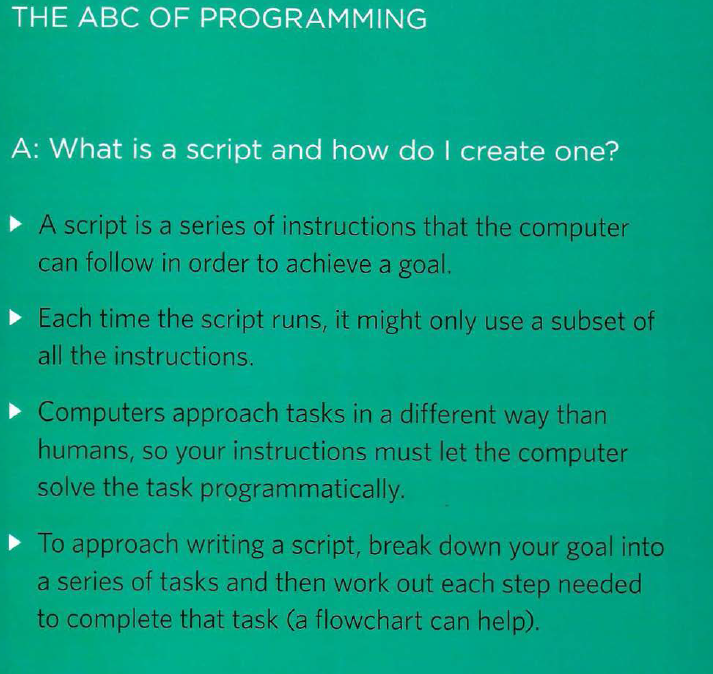 THE ABC OF PROGRAMMING
A: What is a script and how do I create one?
▶ A script is a series of instructions that the computer
can follow in order to achieve a goal.
▶ Each time the script runs, it might only use a subset of
all the instructions.
▶ Computers approach tasks in a different way than
humans, so your instructions must let the computer
solve the task programmatically.
▶ To approach writing a script, break down your goal into
a series of tasks and then work out each step needed
to complete that task (a flowchart can help).